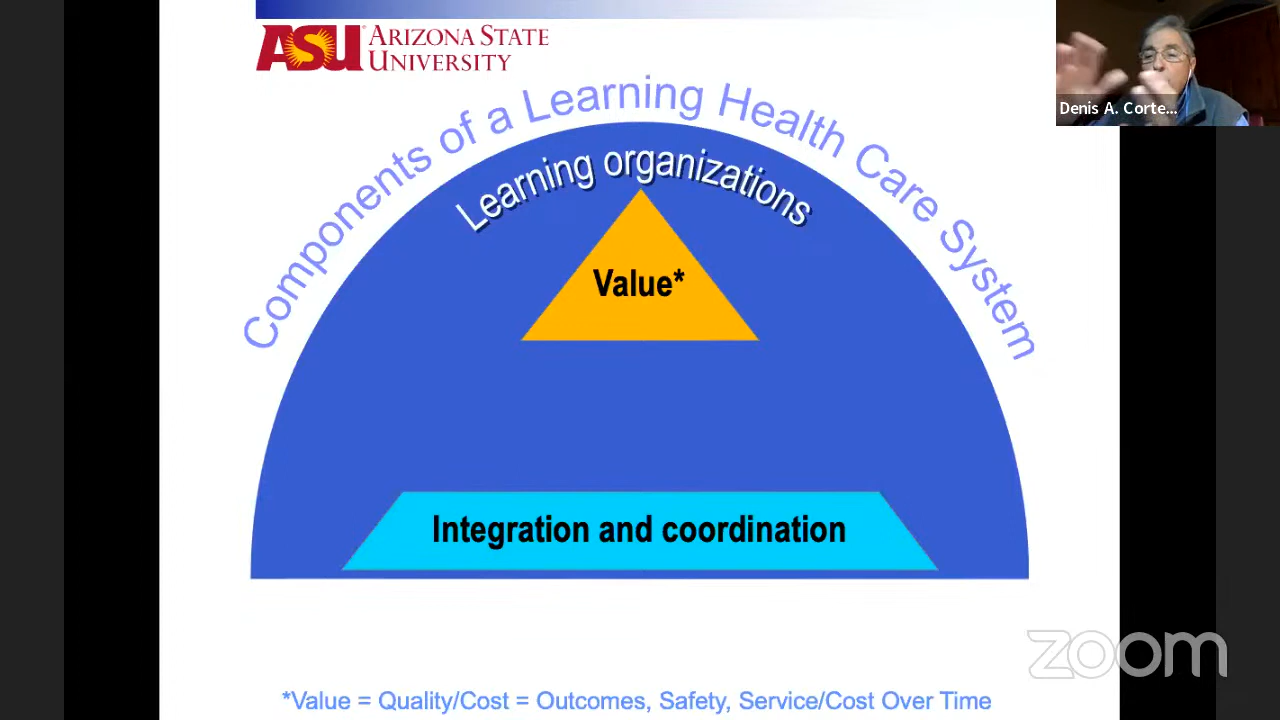 ASU ARIZONA STATE
UNIVERSITY
Denis A. Corte...
Components of a Learning Health Care System
Learning organizations
Value*
Integration and coordination
zoom
*Value = Quality/Cost = Outcomes, Safety, Service/Cost Over Time